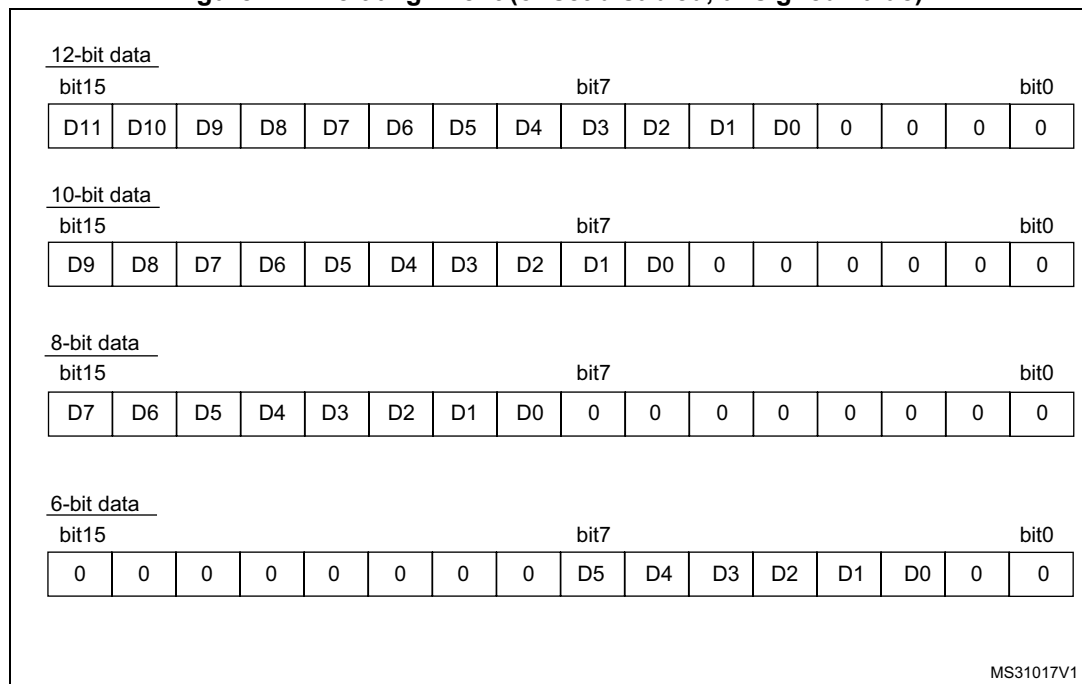 12-bit data
bit15 bit7 bit0
D11 D10 D9 D8 D7 D6 D5 D4 D3 D2 D1 D0 0 0 0 0
10-bit data
bit15 bit7 bit0
D9 D8 D7 D6 D5 D4 D3 D2 D1 D0 0 0 0 0 0 0
8-bit data
bit15 bit7 bit0
D7 D6 D5 D4 D3 D2 D1 D0 0 0 0 0 0 0 0 0
6-bit data
bit15 bit7 bit0
0 0 0 0 0 0 0 0 D5 D4 D3 D2 D1 D0 0 0
MS31017V1